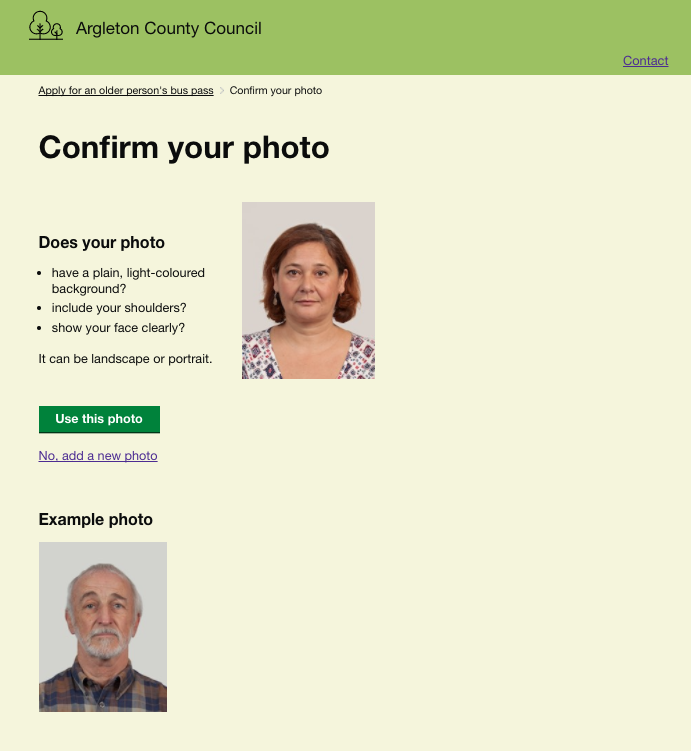 Argleton County Council
Contact
Apply for an older person's bus pass > Confirm your photo
Confirm your photo
Does your photo
• have a plain, light-coloured
background?
• include your shoulders?
• show your face clearly?
It can be landscape or portrait.
Use this photo
No, add a new photo
Example photo